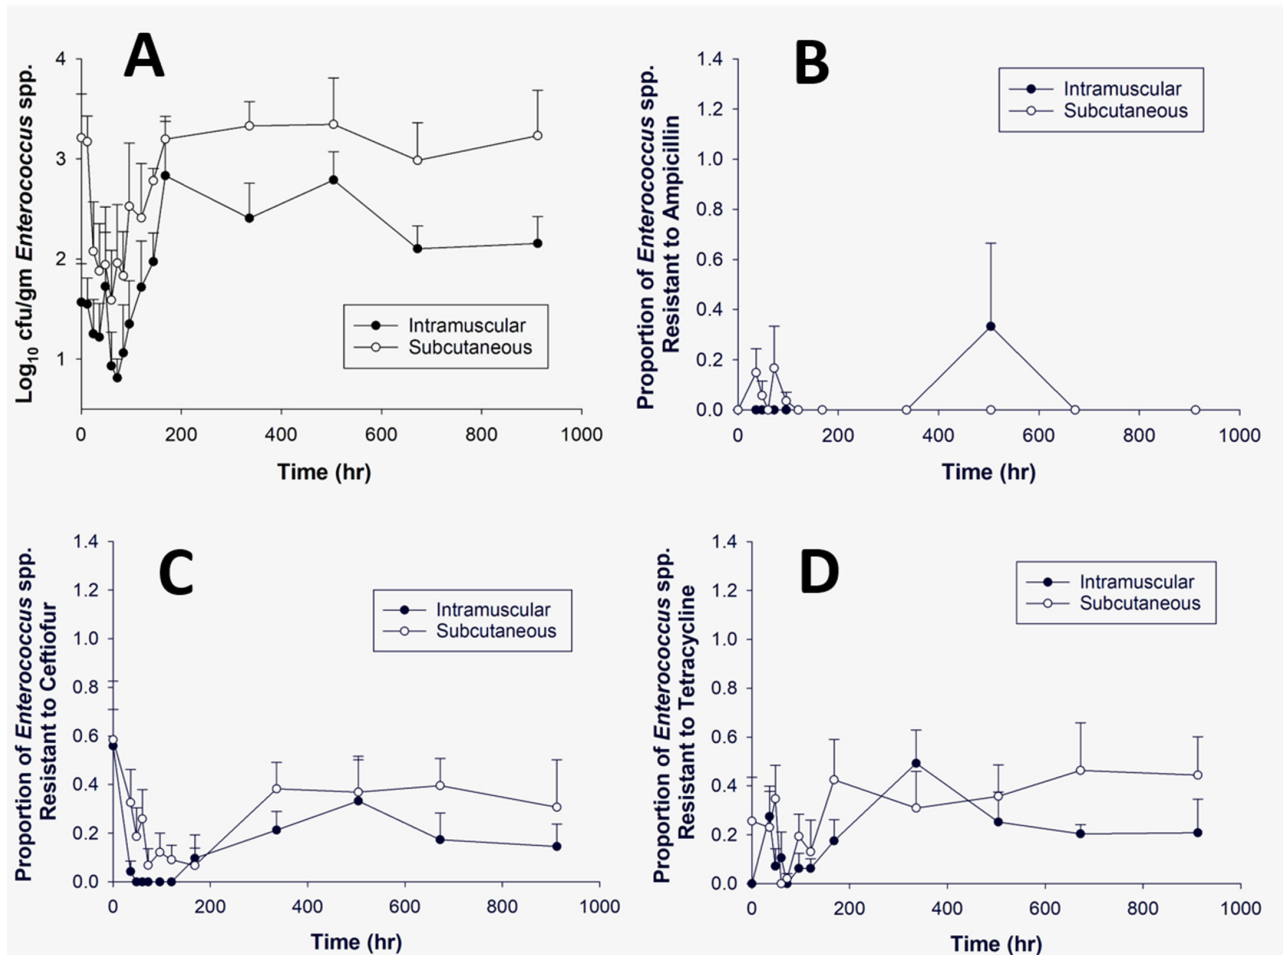 A
Log10 cfu/gm Enterococcus spp.
4
3
2
1
Intramuscular
Subcutaneous
0 200 400 600 800 1000
Time (hr)
B
Proportion of Enterococcus spp.
Resistant to Ampicillin
1.4
1.2
1.0
0.8
0.6
0.4
0.2
0.0
Intramuscular
Subcutaneous
0 200 400 600 800 1000
Time (hr)
C
Proportion of Enterococcus spp.
Resistant to Ceftiofur
1.4
1.2
1.0
0.8
0.6
0.4
0.2
0.0
Intramuscular
Subcutaneous
0 200 400 600 800 1000
Time (hr)
D
Proportion of Enterococcus spp.
Resistant to Tetracycline
1.4
1.2
1.0
0.8
0.6
0.4
0.2
0.0
Intramuscular
Subcutaneous
0 200 400 600 800 1000
Time (hr)